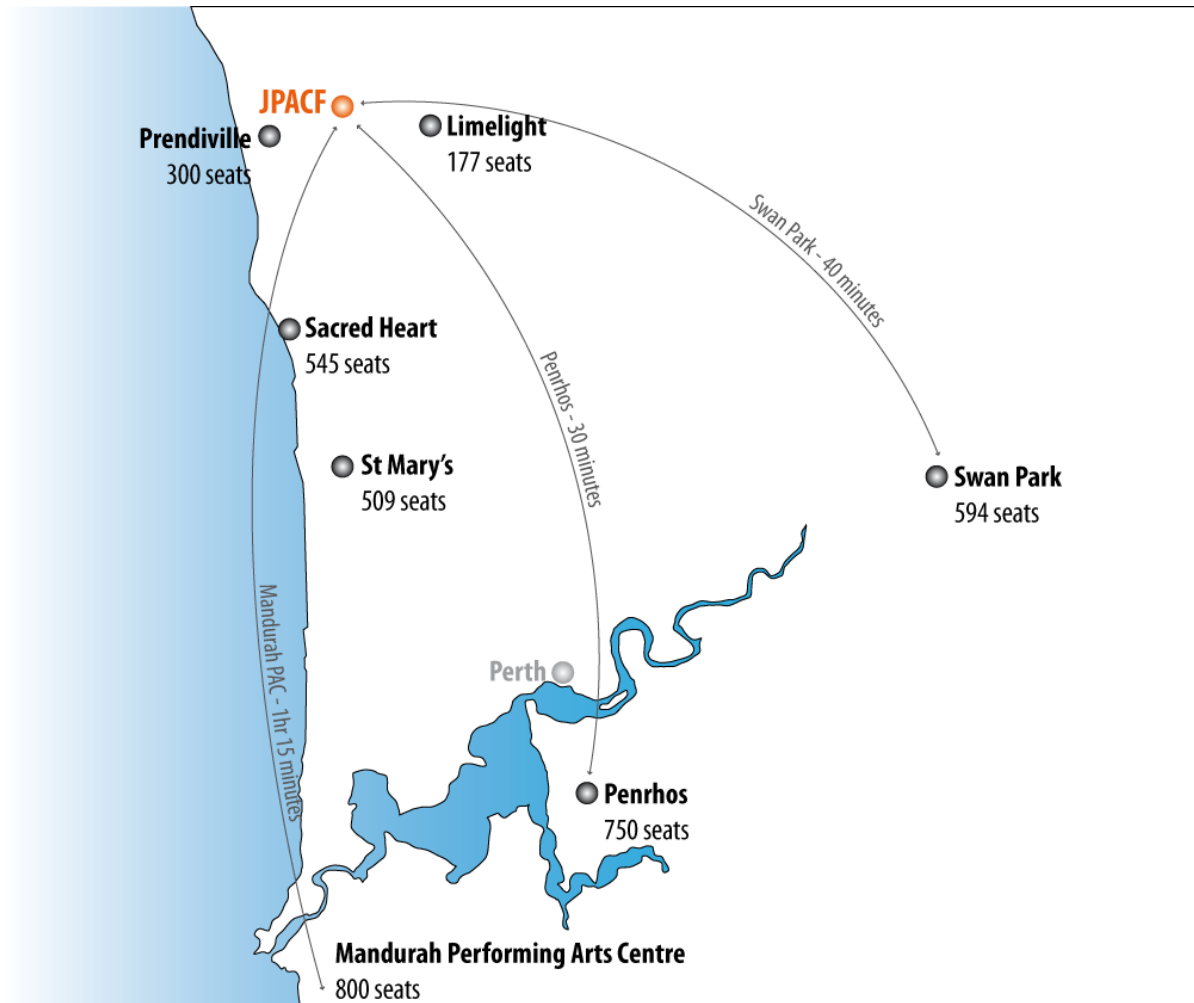 JPACF
Prendiville
300 seats
Limelight
177 seats
Swan Park - 40 minutes
Sacred Heart
545 seats
Penrhos - 30 minutes
St Mary's
509 seats
Swan Park
594 seats
Mandurah PAC - 1hr 15 minutes
Perth
Penrhos
750 seats
Mandurah Performing Arts Centre
800 seats